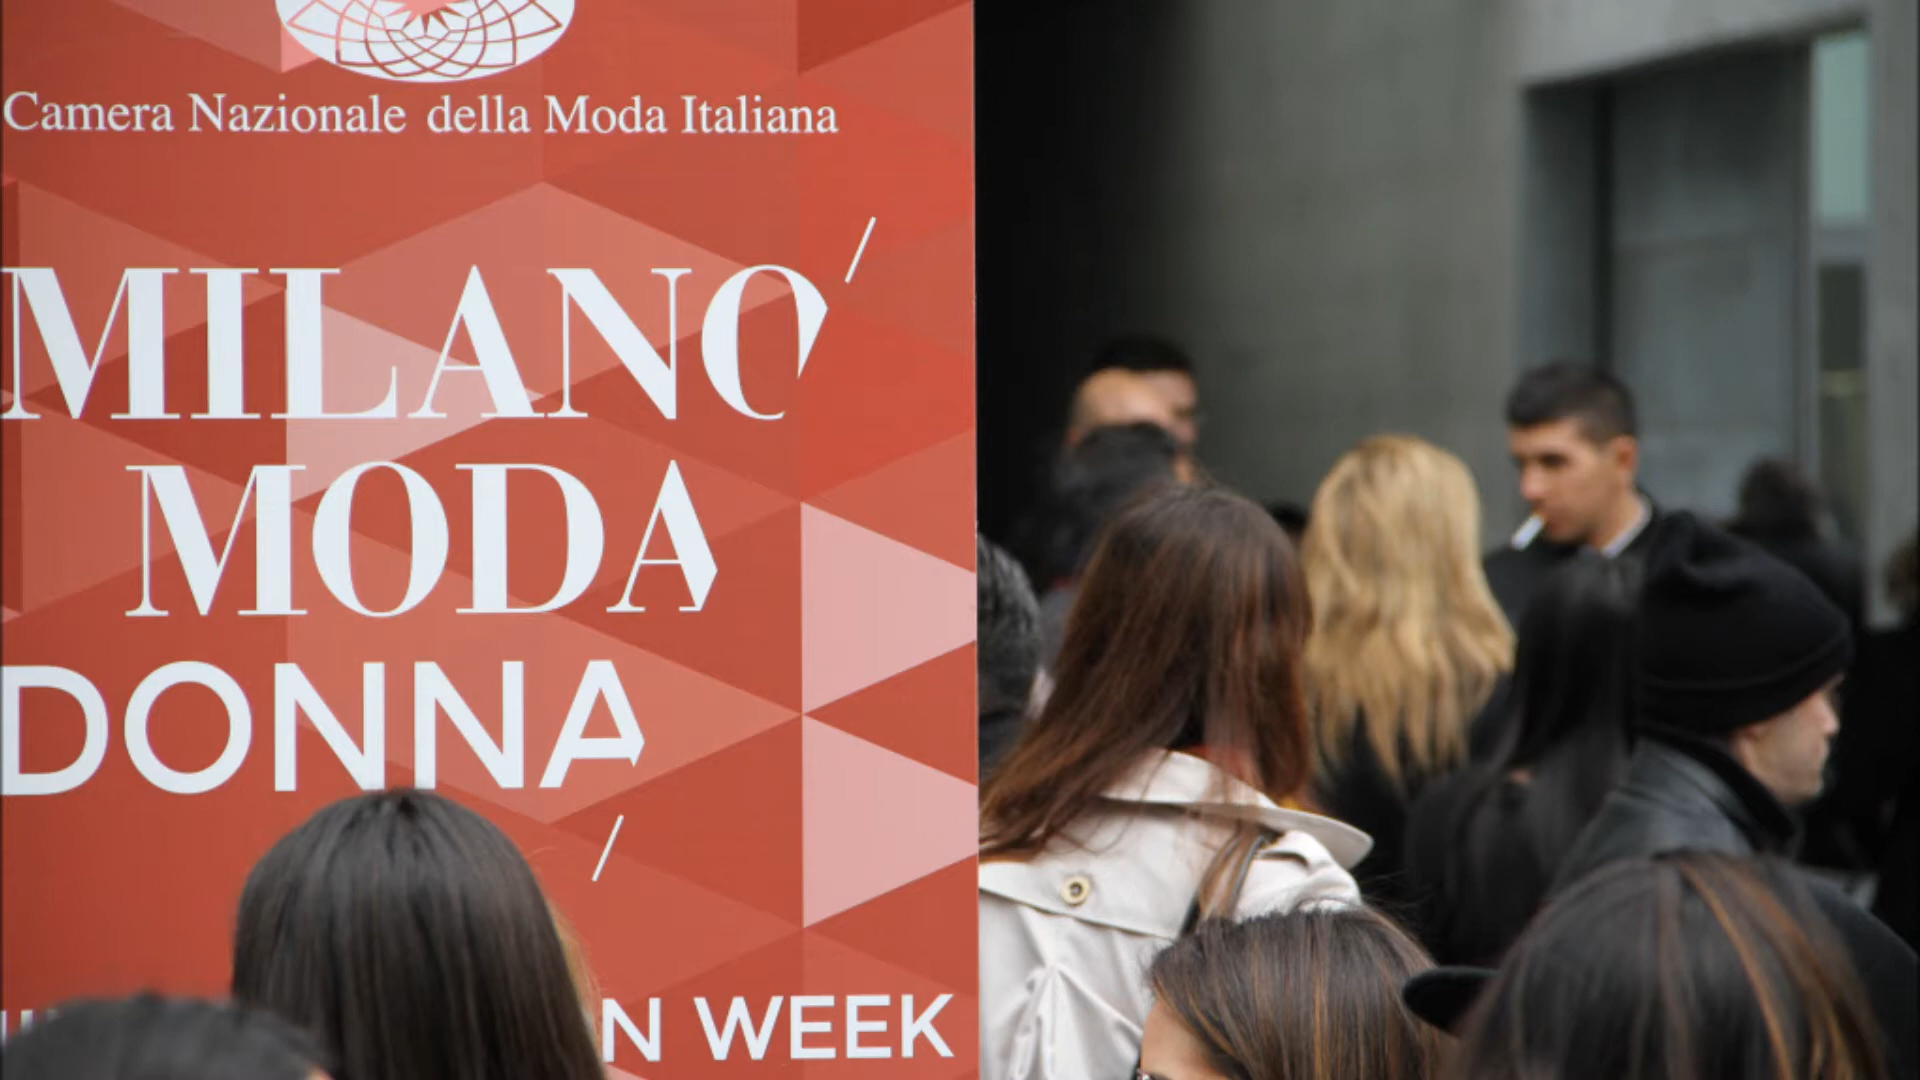 Camera Nazionale della Moda Italiana
MILANO
MODA
DONNA
N WEEK